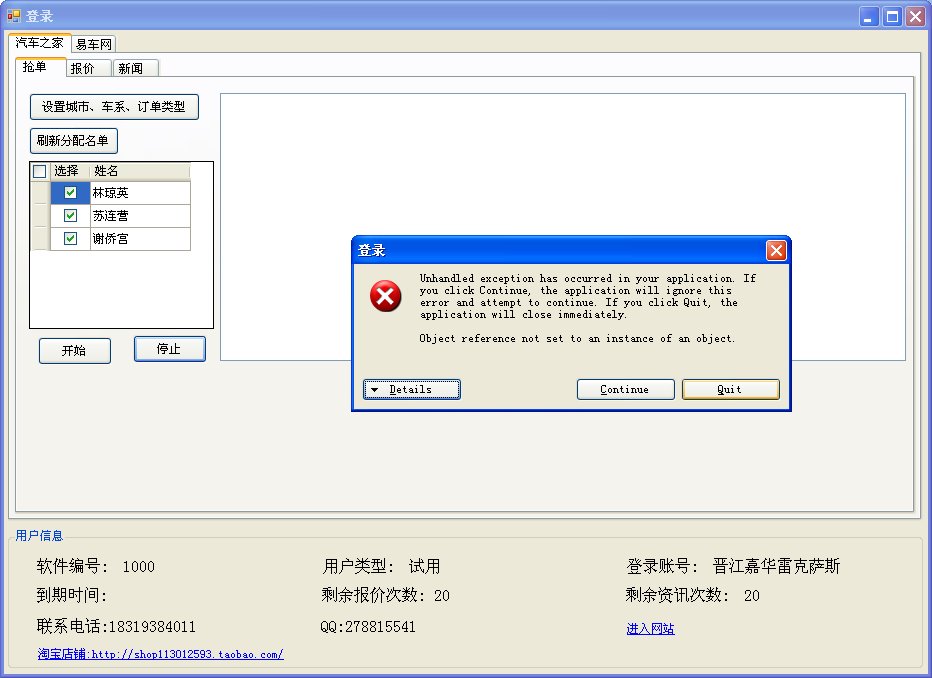 登录
汽车之家 易车网
抢单 报价 新闻
设置城市、车系、订单类型
刷新分配名单
选择 姓名
林琼英
苏连营
谢侨宫
开始 停止
登录
Unhandled exception has occurred in your application. If
you click Continue, the application will ignore this
error and attempt to continue. If you click Quit, the
application will close immediately.
Object reference not set to an instance of an object.
Details Continue Quit
用户信息
软件编号: 1000 用户类型: 试用 登录账号: 晋江嘉华雷克萨斯
到期时间: 剩余报价次数: 20 剩余资讯次数: 20
联系电话:18319384011 QQ:278815541 进入网站
淘宝店铺:http://shop113012593.taobao.com/